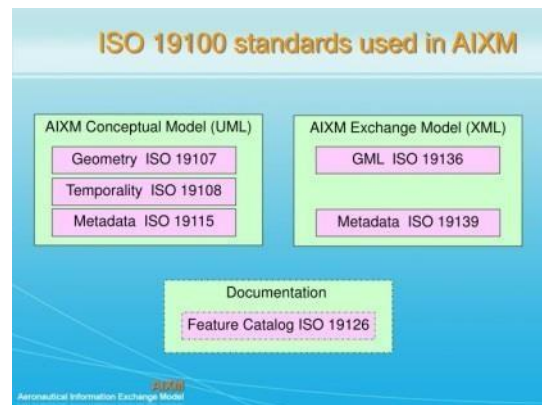 ISO 19100 standards used in AIXM
AIXM Conceptual Model (UML)
Geometry ISO 19107
Temporality ISO 19108
Metadata ISO 19115
AIXM Exchange Model (XML)
GML ISO 19136
Metadata ISO 19139
Documentation
Feature Catalog ISO 19126
AIXM
Aeronautical Information Exchange Model